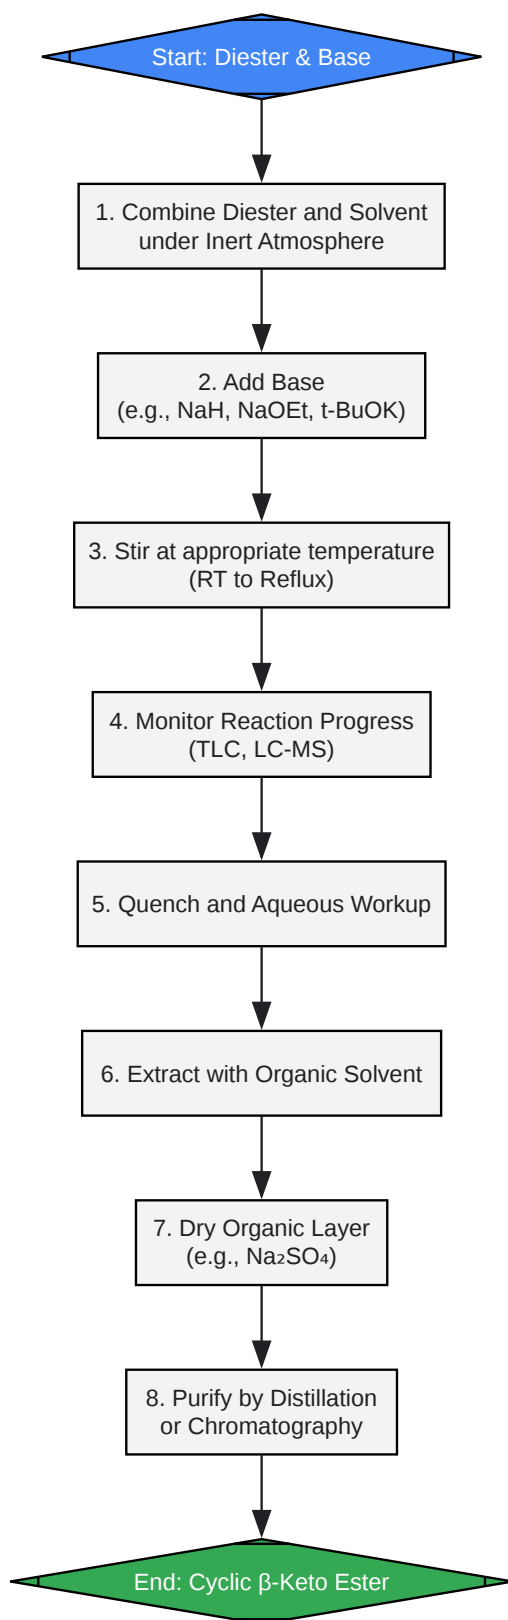 Start: Diester & Base
1. Combine Diester and Solvent
under Inert Atmosphere
2. Add Base
(e.g., NaH, NaOEt, t-BuOK)
3. Stir at appropriate temperature
(RT to Reflux)
4. Monitor Reaction Progress
(TLC, LC-MS)
5. Quench and Aqueous Workup
6. Extract with Organic Solvent
7. Dry Organic Layer
(e.g., Na₂SO₄)
8. Purify by Distillation
or Chromatography
End: Cyclic β-Keto Ester